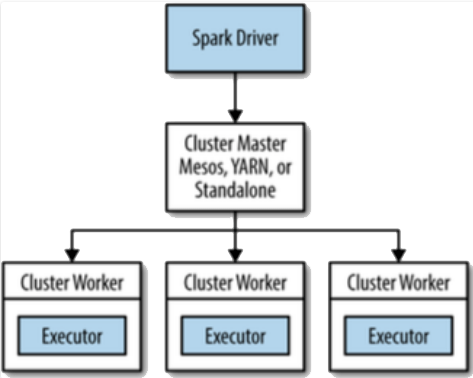 Spark Driver
Cluster Master
Mesos, YARN, or
Standalone
Cluster Worker
Executor
Cluster Worker
Executor
Cluster Worker
Executor